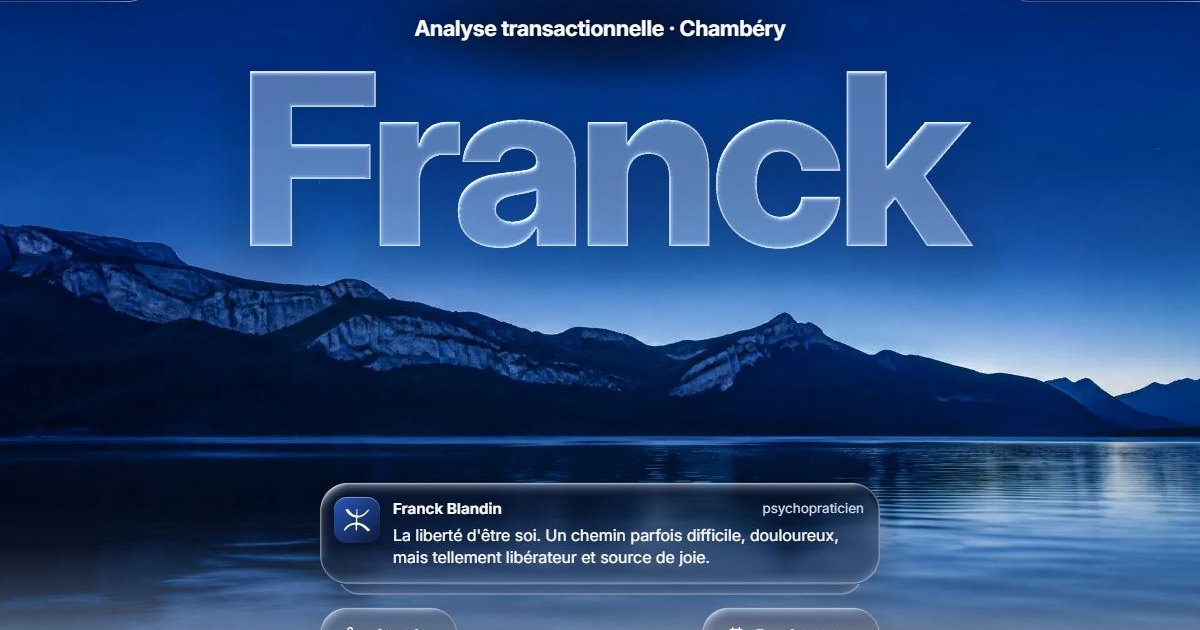 Analyse transactionnelle · Chambéry
Franck
Franck Blandin
psychopraticien
La liberté d'être soi. Un chemin parfois difficile, douloureux,
mais tellement libérateur et source de joie.